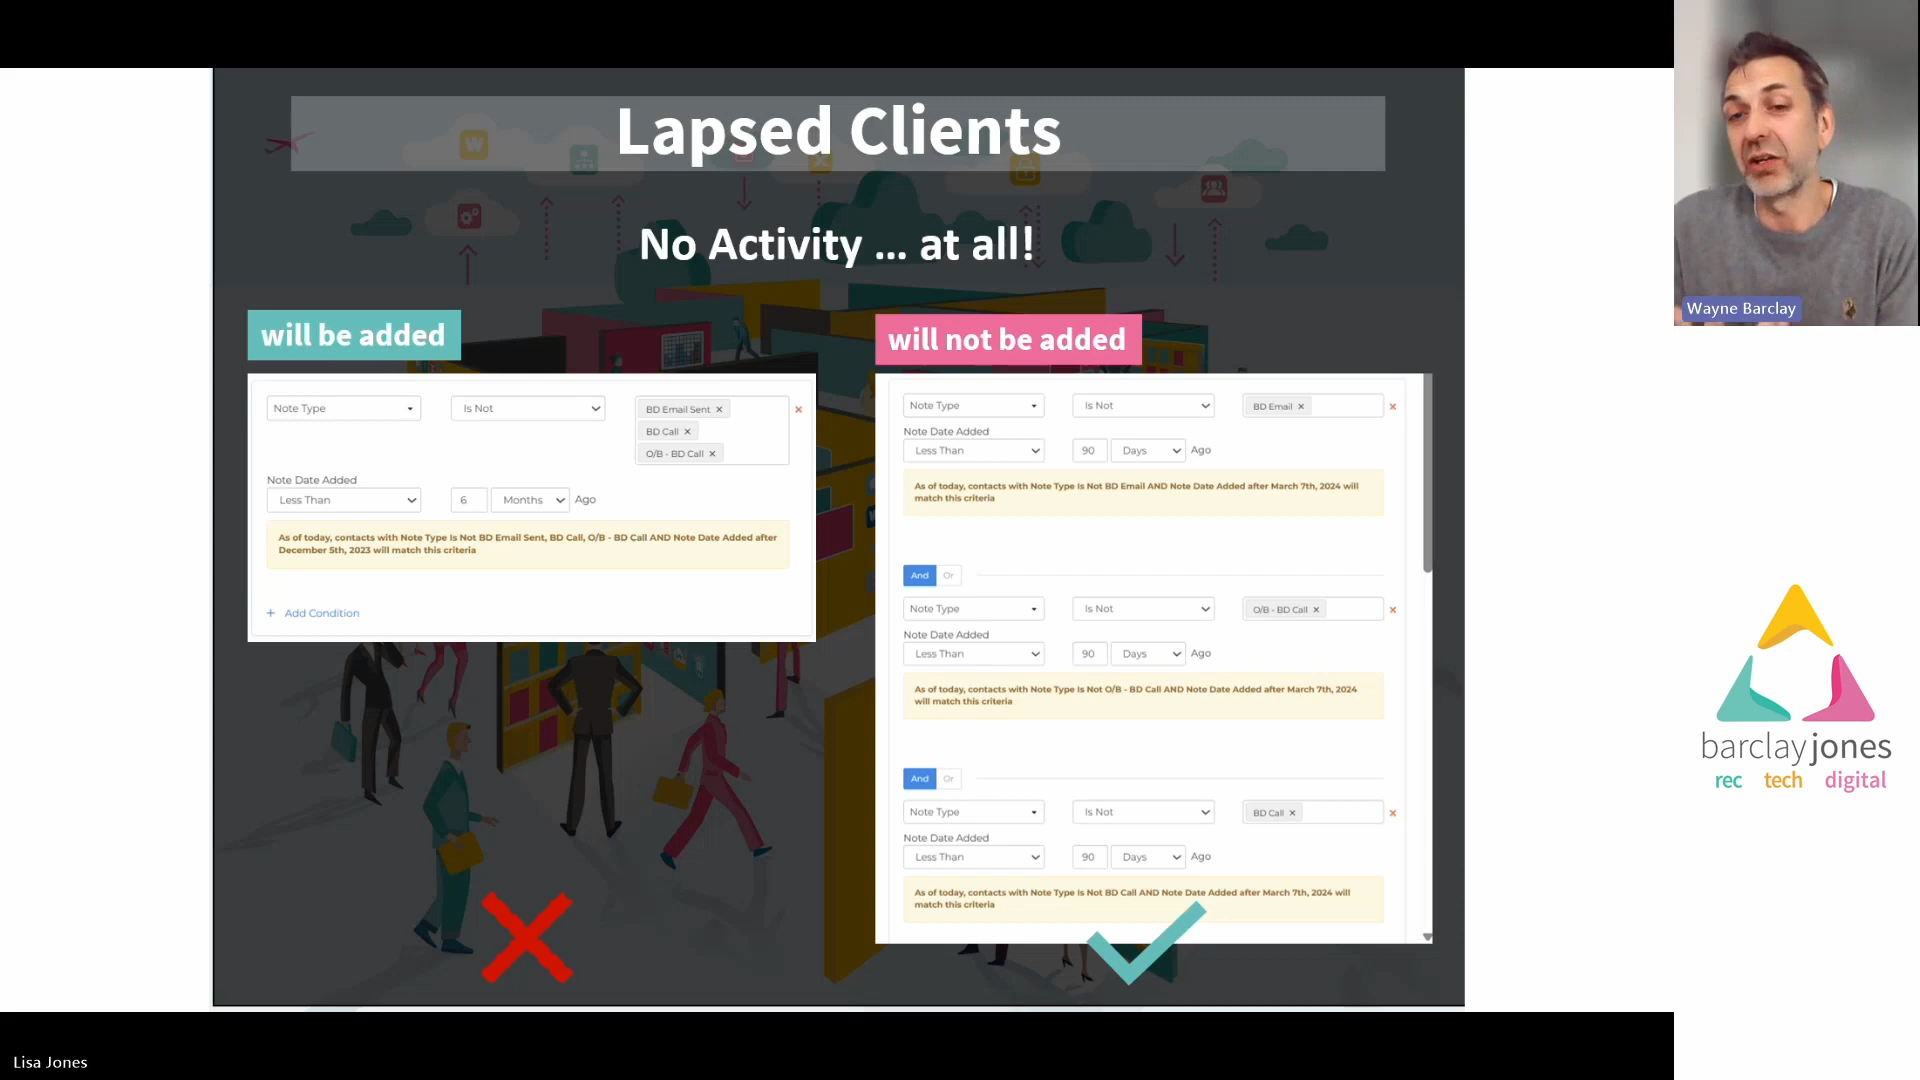 Lapsed Clients
No Activity ... at all!
will be added
Note Type
Is Not
BD Email Sent ×
BD Call ×
O/B - BD Call ×
×
Note Date Added
Less Than
6
Months
Ago
As of today, contacts with Note Type Is Not BD Email Sent, BD Call, O/B - BD Call AND Note Date Added after
December 5th, 2023 will match this criteria
+ Add Condition
will not be added
Note Type
Is Not
BD Email ×
×
Note Date Added
Less Than
90
Days
Ago
As of today, contacts with Note Type Is Not BD Email AND Note Date Added after March 7th, 2024 will
match this criteria
And Or
Note Type
Is Not
O/B - BD Call ×
×
Note Date Added
Less Than
90
Days
Ago
As of today, contacts with Note Type Is Not O/B - BD Call AND Note Date Added after March 7th, 2024
will match this criteria
And Or
Note Type
Is Not
BD Call ×
×
Note Date Added
Less Than
90
Days
Ago
As of today, contacts with Note Type Is Not BD Call AND Note Date Added after March 7th, 2024 will
match this criteria
Wayne Barclay
barclayjones
rec tech digital
Lisa Jones